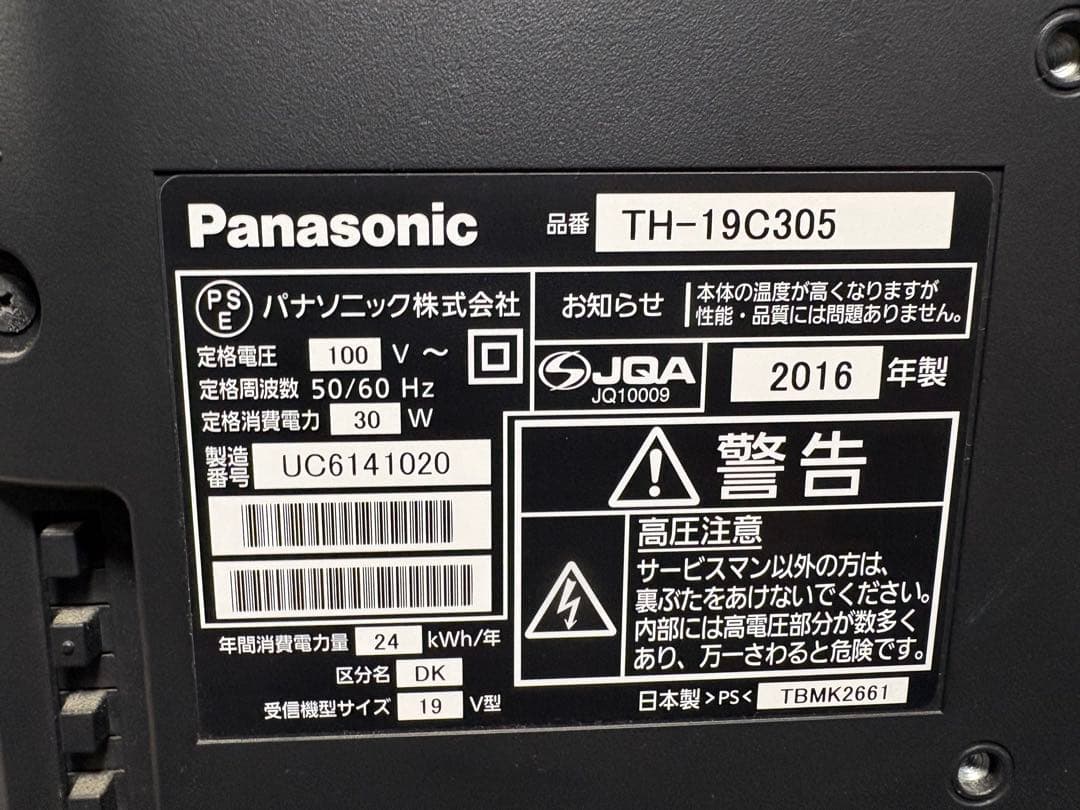 Panasonic 品番 TH-19C305
PSE パナソニック株式会社
定格電圧 100 V ～
定格周波数 50/60 Hz
定格消費電力 30 W
製造番号 UC6141020
お知らせ 本体の温度が高くなりますが
性能・品質には問題ありません。
JQA
JQ10009
2016 年製
警告
高圧注意
サービスマン以外の方は、
裏ぶたをあけないでください。
内部には高電圧部分が数多く
あり、万一さわると危険です。
年間消費電力量 24 kWh/年
区分名 DK
受信機型サイズ 19 V型
日本製 >PS< TBMK2661